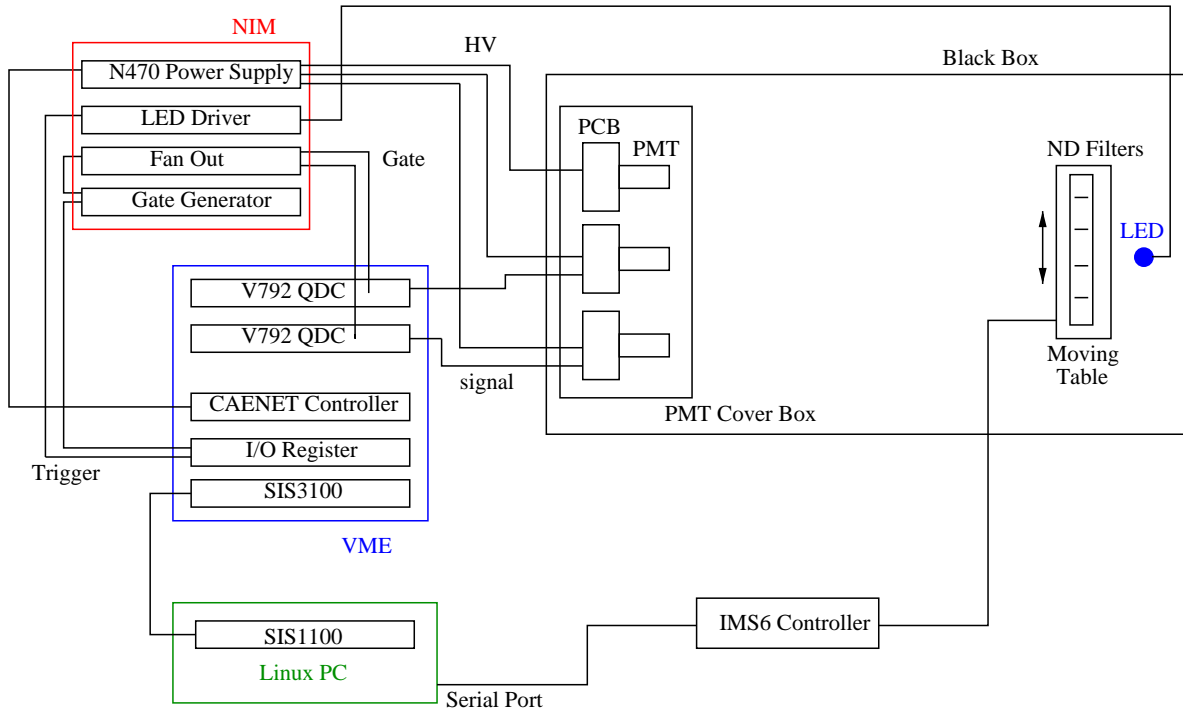 NIM
HV
Black Box
N470 Power Supply
LED Driver
PCB
PMT
Fan Out
Gate
ND Filters
Gate Generator
LED
V792 QDC
V792 QDC
Moving
Table
signal
CAENET Controller
PMT Cover Box
I/O Register
Trigger
SIS3100
VME
SIS1100
IMS6 Controller
Linux PC
Serial Port